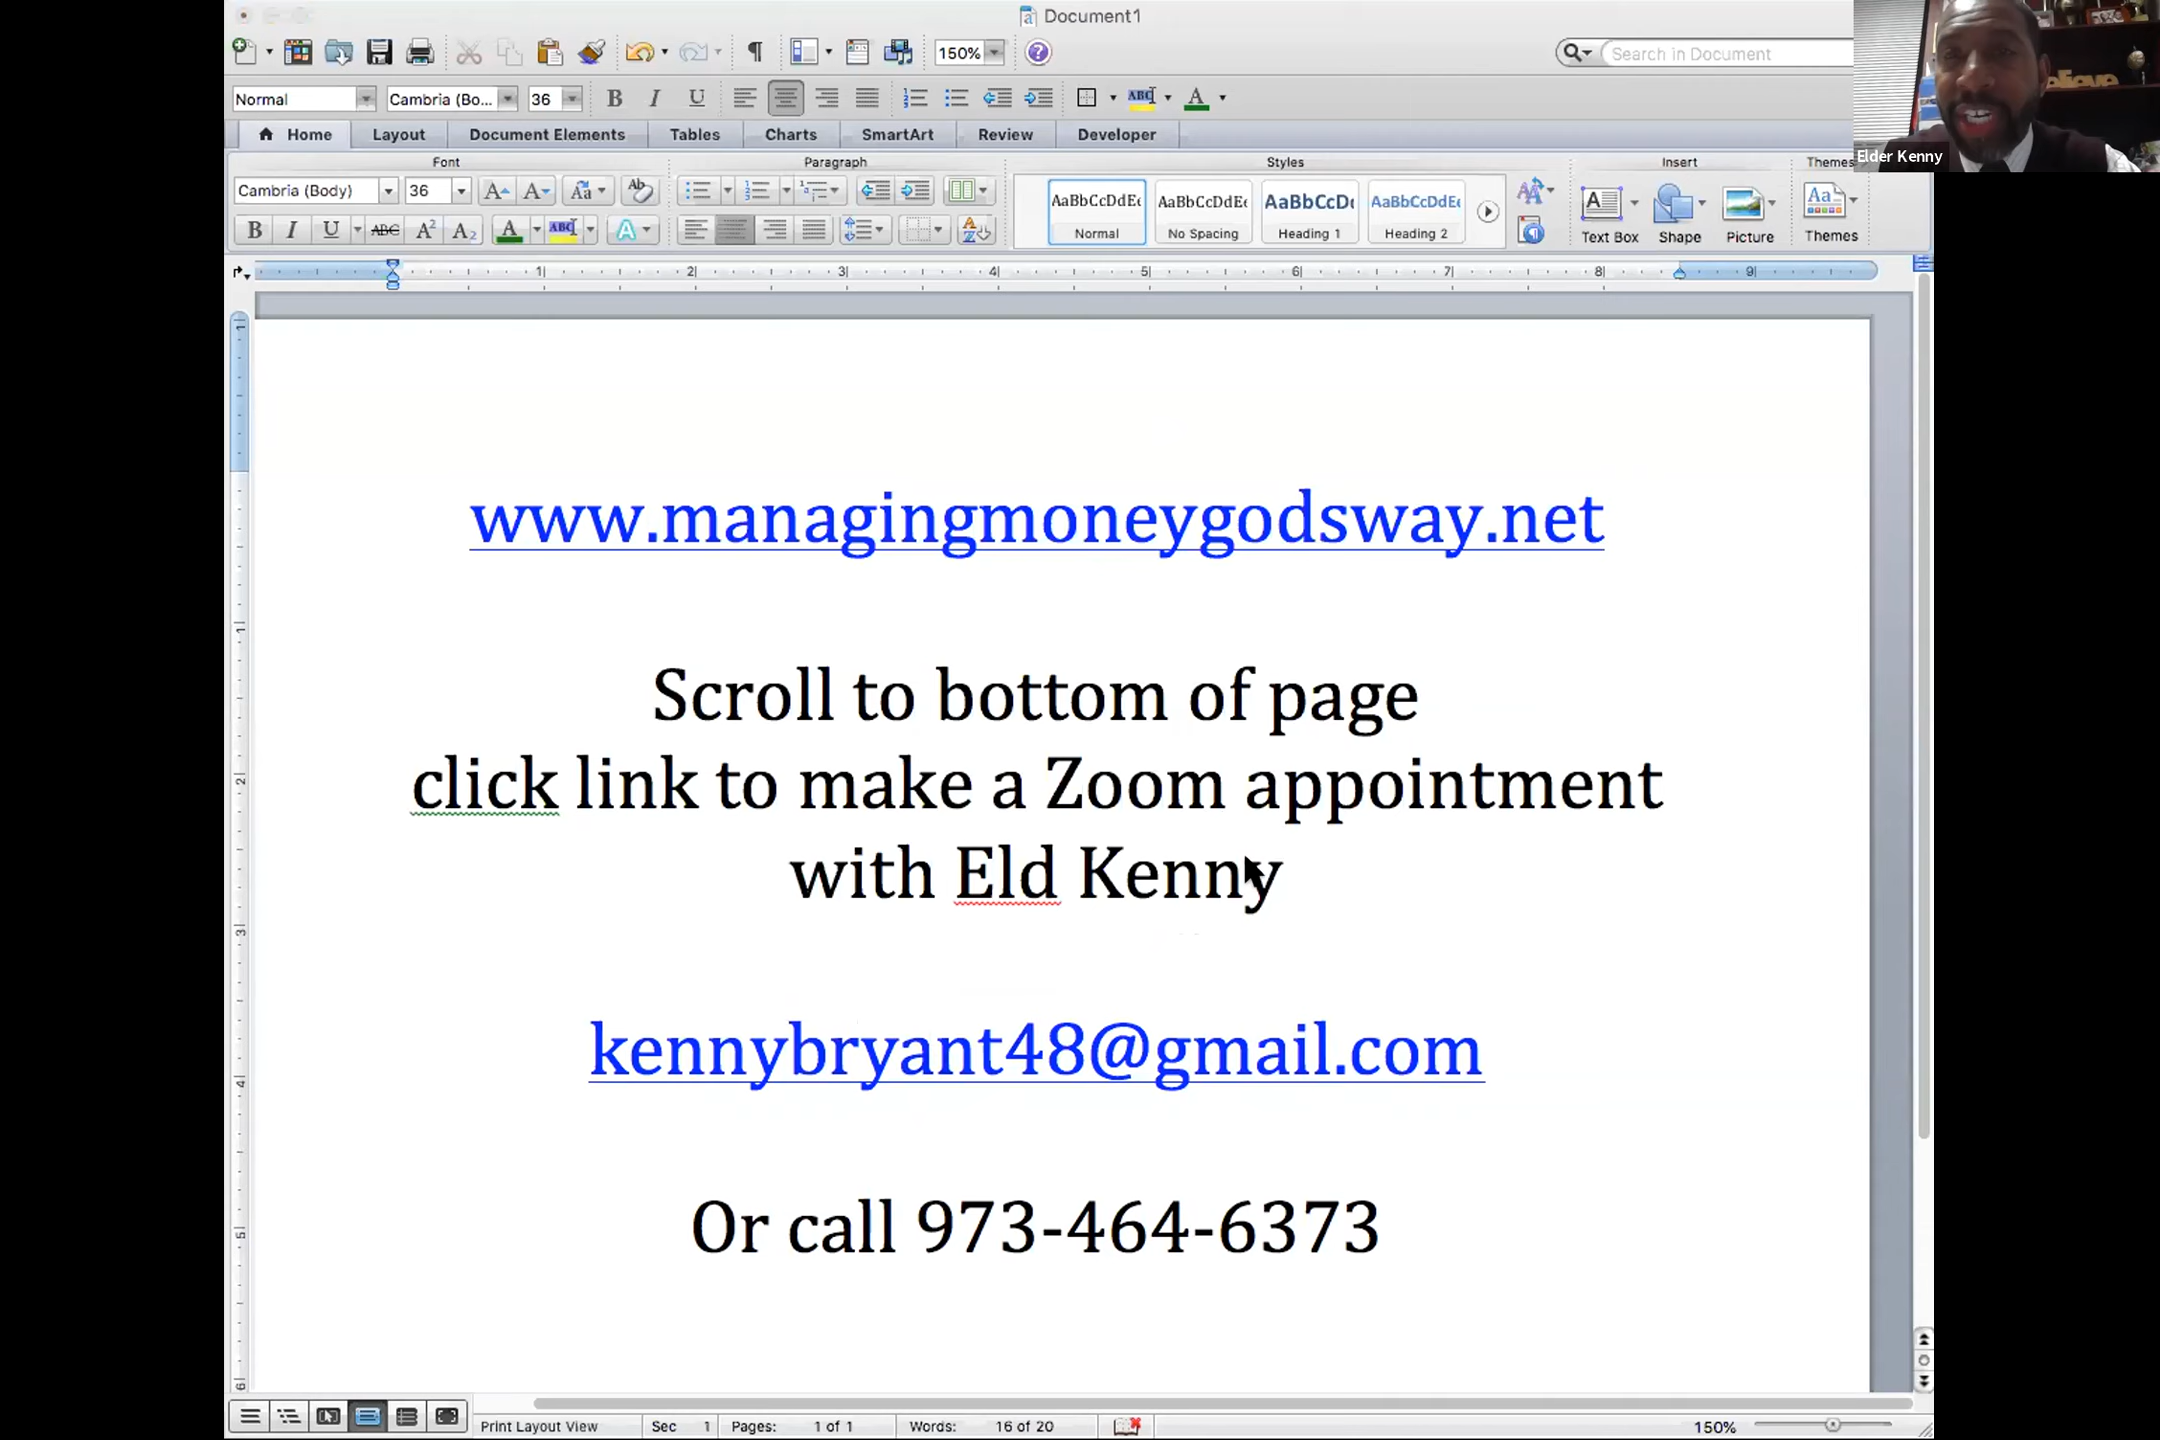 Document1
150%
Search in Document
Normal
Cambria (Bo...
36
Home
Layout
Document Elements
Tables
Charts
SmartArt
Review
Developer
Font
Paragraph
Styles
Insert
Themes
Cambria (Body)
36
AaBbCcDdEe
Normal
AaBbCcDdEe
No Spacing
AaBbCcDd
Heading 1
AaBbCcDdEe
Heading 2
Text Box
Shape
Picture
Themes
Elder Kenny
believe
www.managingmoneygodsway.net
Scroll to bottom of page
click link to make a Zoom appointment
with Eld Kenny
kennybryant48@gmail.com
Or call 973-464-6373
Print Layout View
Sec 1
Pages: 1 of 1
Words: 16 of 20
150%